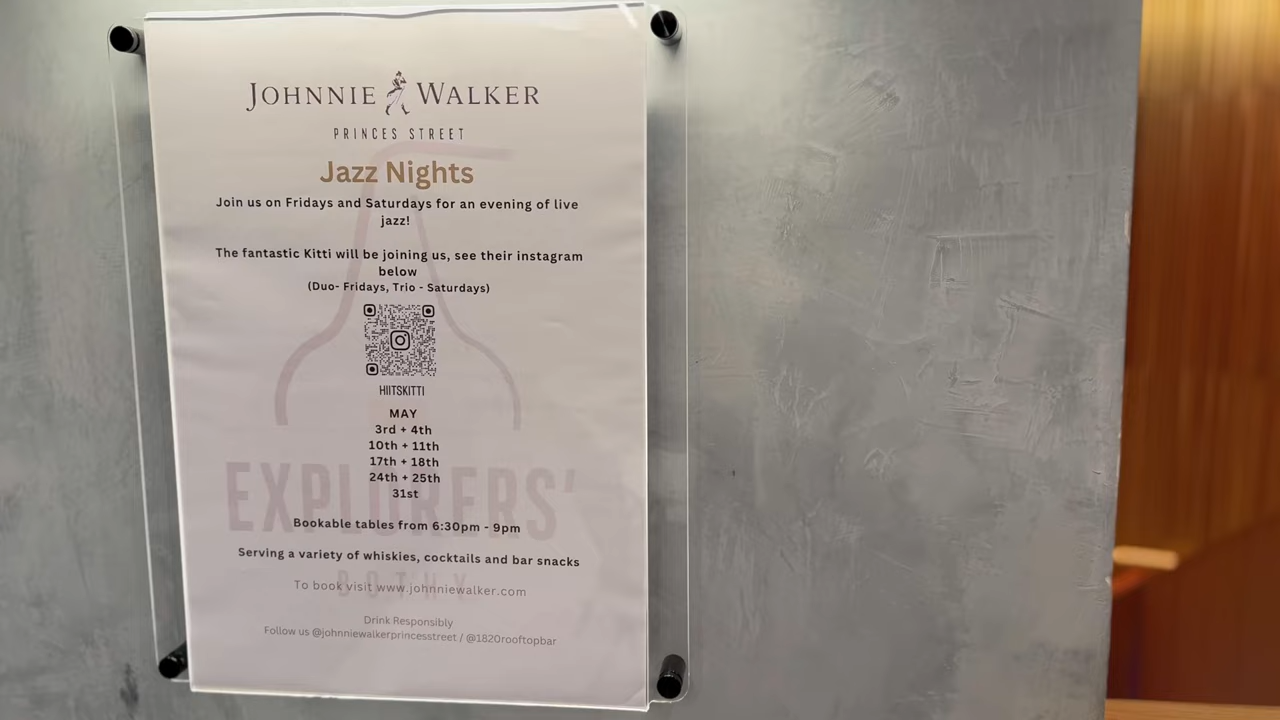 JOHNNIE WALKER
PRINCES STREET
Jazz Nights
Join us on Fridays and Saturdays for an evening of live
jazz!
The fantastic Kitti will be joining us, see their instagram
below
(Duo- Fridays, Trio - Saturdays)
HIITSKITTI
MAY
3rd + 4th
10th + 11th
17th + 18th
24th + 25th
31st
EXPLORERS'
Bookable tables from 6:30pm - 9pm
Serving a variety of whiskies, cocktails and bar snacks
BOTHY
To book visit www.johnniewalker.com
Drink Responsibly
Follow us @johnniewalkerprincesstreet / @1820rooftopbar